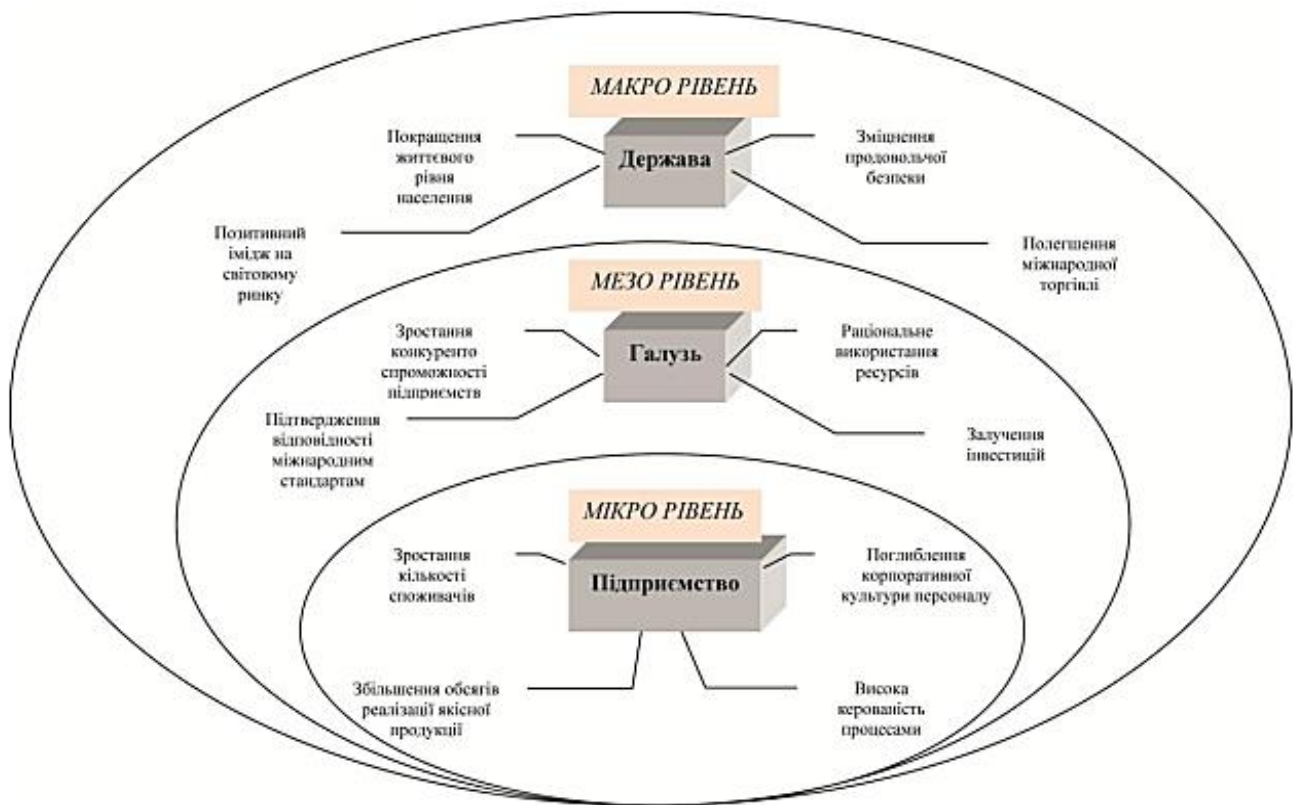 МАКРО РІВЕНЬ
Держава
Покращення
життєвого
рівня
населення
Зміцнення
продовольчої
безпеки
Позитивний
імідж на
світовому
ринку
Полегшення
міжнародної
торгівлі
МЕЗО РІВЕНЬ
Галузь
Зростання
конкуренто
спроможності
підприємств
Раціональне
використання
ресурсів
Підтвердження
відповідності
міжнародним
стандартам
Залучення
інвестицій
МІКРО РІВЕНЬ
Підприємство
Зростання
кількості
споживачів
Поглиблення
корпоративної
культури персоналу
Збільшення обсягів
реалізації якісної
продукції
Висока
керованість
процесами